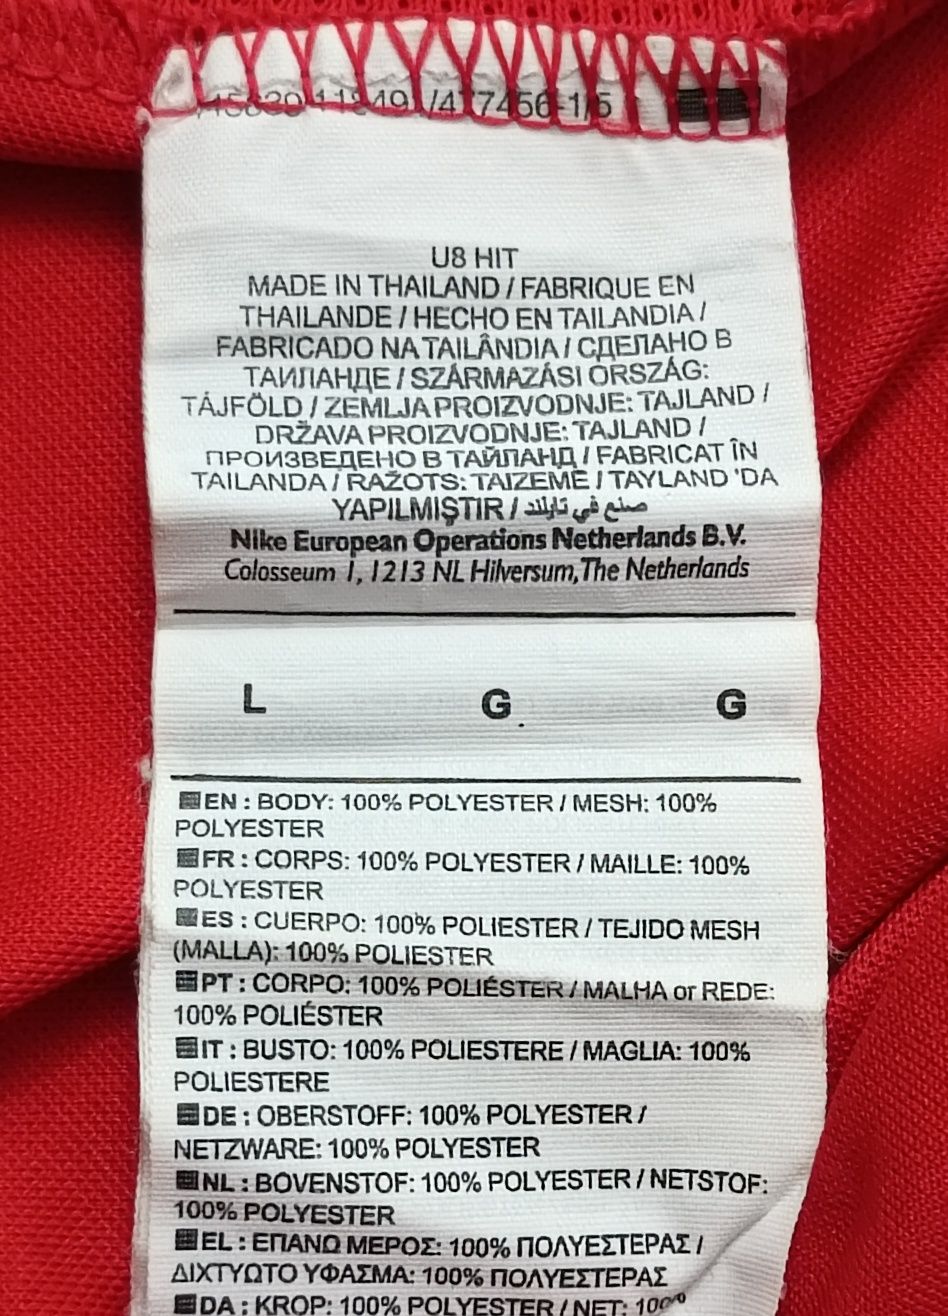 /477456-1/5
U8 HIT
MADE IN THAILAND / FABRIQUE EN
THAILANDE / HECHO EN TAILANDIA /
FABRICADO NA TAILÂNDIA / СДЕЛАНО В
ТАИЛАНДЕ / SZÁRMAZÁSI ORSZÁG:
TÁJFÖLD / ZEMLJA PROIZVODNJE: TAJLAND /
DRŽAVA PROIZVODNJE: TAJLAND /
ПРОИЗВЕДЕНО В ТАЙЛАНД / FABRICAT ÎN
TAILANDA / RAŽOTS: TAIZEME / TAYLAND 'DA
YAPILMIŞTIR / صنع في تايلاند
Nike European Operations Netherlands B.V.
Colosseum 1, 1213 NL Hilversum, The Netherlands
L G G
EN : BODY: 100% POLYESTER / MESH: 100%
POLYESTER
FR : CORPS: 100% POLYESTER / MAILLE: 100%
POLYESTER
ES : CUERPO: 100% POLIESTER / TEJIDO MESH
(MALLA): 100% POLIESTER
PT : CORPO: 100% POLIÉSTER / MALHA or REDE:
100% POLIÉSTER
IT : BUSTO: 100% POLIESTERE / MAGLIA: 100%
POLIESTERE
DE : OBERSTOFF: 100% POLYESTER /
NETZWARE: 100% POLYESTER
NL : BOVENSTOF: 100% POLYESTER / NETSTOF:
100% POLYESTER
EL : ΕΠΑΝΩ ΜΕΡΟΣ: 100% ΠΟΛΥΕΣΤΕΡΑΣ /
ΔΙΧΤΥΩΤΟ ΥΦΑΣΜΑ: 100% ΠΟΛΥΕΣΤΕΡΑΣ
DA : KROP: 100% POLYESTER / NET: 100%